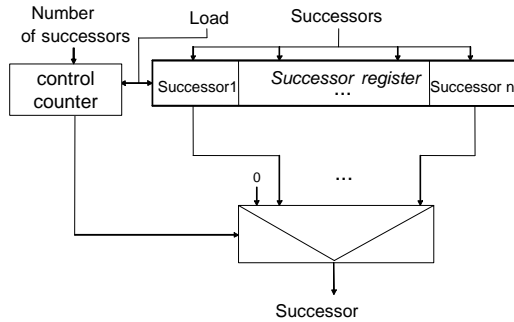 Number
of successors
Load
Successors
control
counter
Successor1
Successor register
...
Successor n
0
...
Successor